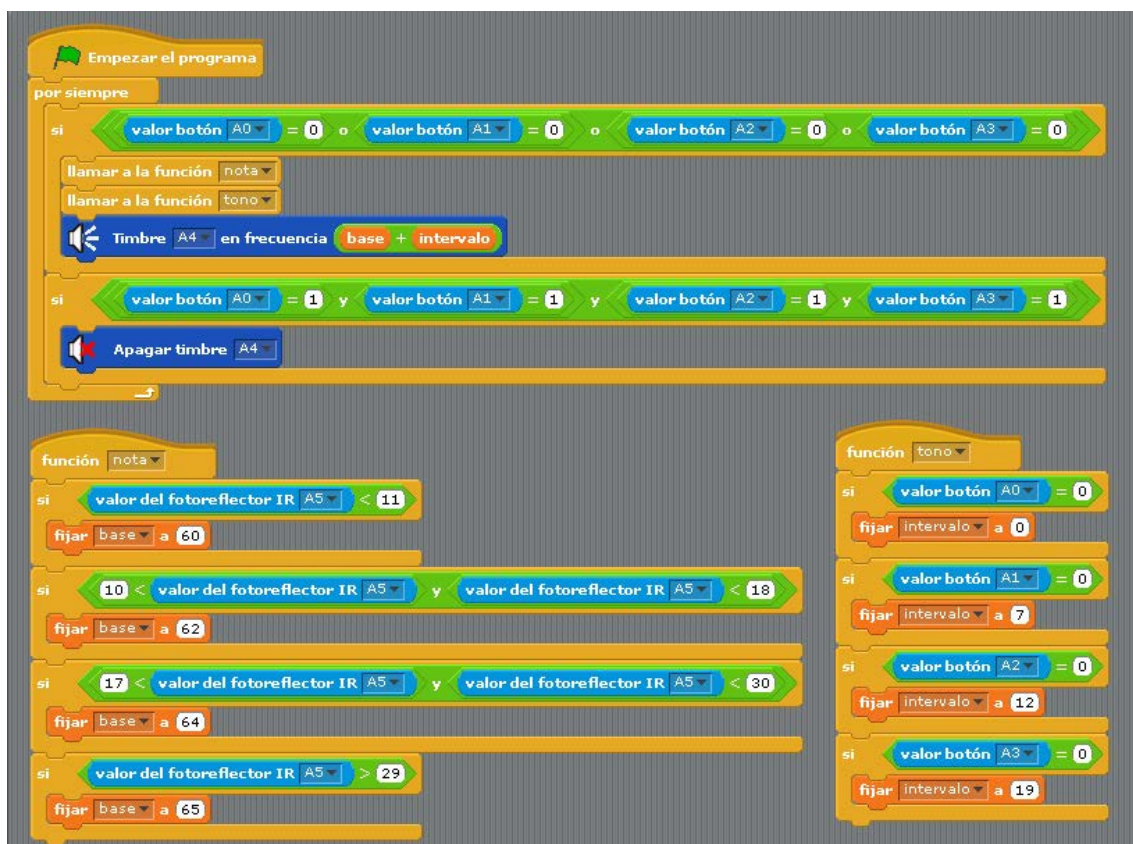 Empezar el programa
por siempre
si valor botón A0 = 0 o valor botón A1 = 0 o valor botón A2 = 0 o valor botón A3 = 0
llamar a la función nota
llamar a la función tono
Timbre A4 en frecuencia base + intervalo
si valor botón A0 = 1 y valor botón A1 = 1 y valor botón A2 = 1 y valor botón A3 = 1
Apagar timbre A4
función nota
si valor del fotoreflector IR A5 < 11
fijar base a 60
si 10 < valor del fotoreflector IR A5 y valor del fotoreflector IR A5 < 18
fijar base a 62
si 17 < valor del fotoreflector IR A5 y valor del fotoreflector IR A5 < 30
fijar base a 64
si valor del fotoreflector IR A5 > 29
fijar base a 65
función tono
si valor botón A0 = 0
fijar intervalo a 0
si valor botón A1 = 0
fijar intervalo a 7
si valor botón A2 = 0
fijar intervalo a 12
si valor botón A3 = 0
fijar intervalo a 19